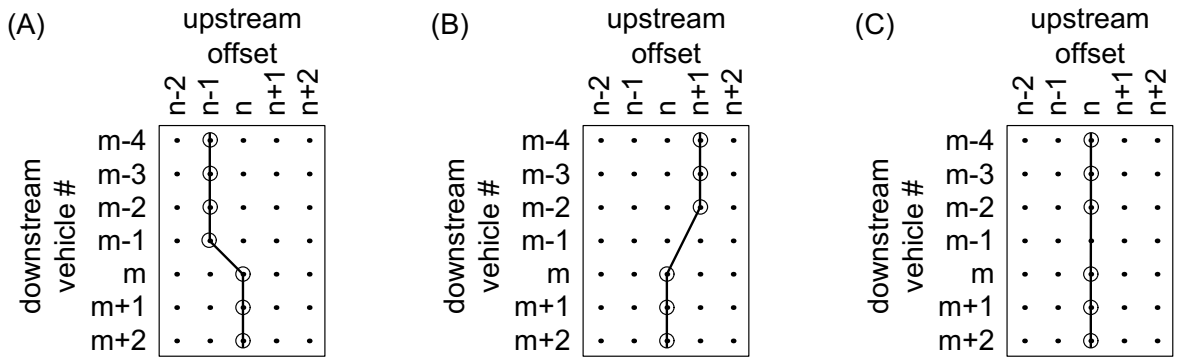 (A)
upstream
offset
n-2
n-1
n
n+1
n+2
downstream
vehicle #
m-4
m-3
m-2
m-1
m
m+1
m+2
(B)
upstream
offset
n-2
n-1
n
n+1
n+2
downstream
vehicle #
m-4
m-3
m-2
m-1
m
m+1
m+2
(C)
upstream
offset
n-2
n-1
n
n+1
n+2
downstream
vehicle #
m-4
m-3
m-2
m-1
m
m+1
m+2